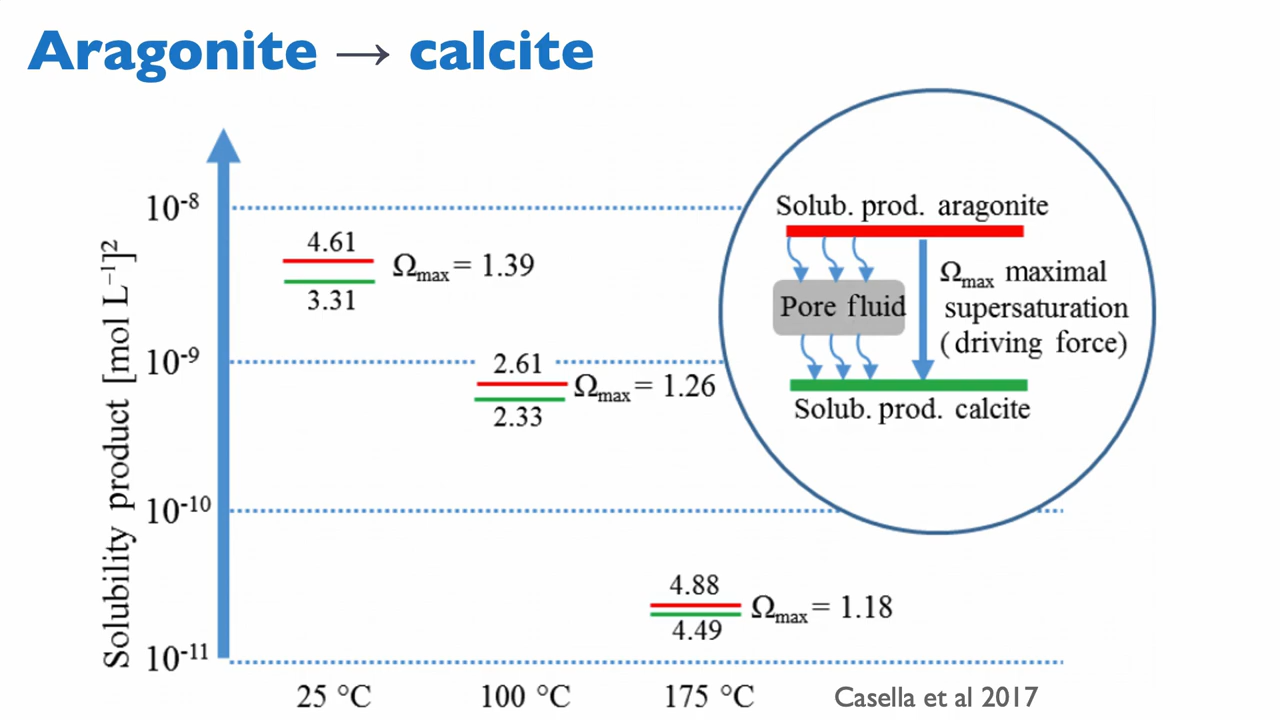 Aragonite → calcite
Solubility product [mol L⁻¹]²
10⁻⁸
10⁻⁹
10⁻¹⁰
10⁻¹¹
4.61
3.31
Ωmax = 1.39
2.61
2.33
Ωmax = 1.26
4.88
4.49
Ωmax = 1.18
Solub. prod. aragonite
Pore fluid
Ωmax maximal
supersaturation
(driving force)
Solub. prod. calcite
25 °C
100 °C
175 °C
Casella et al 2017